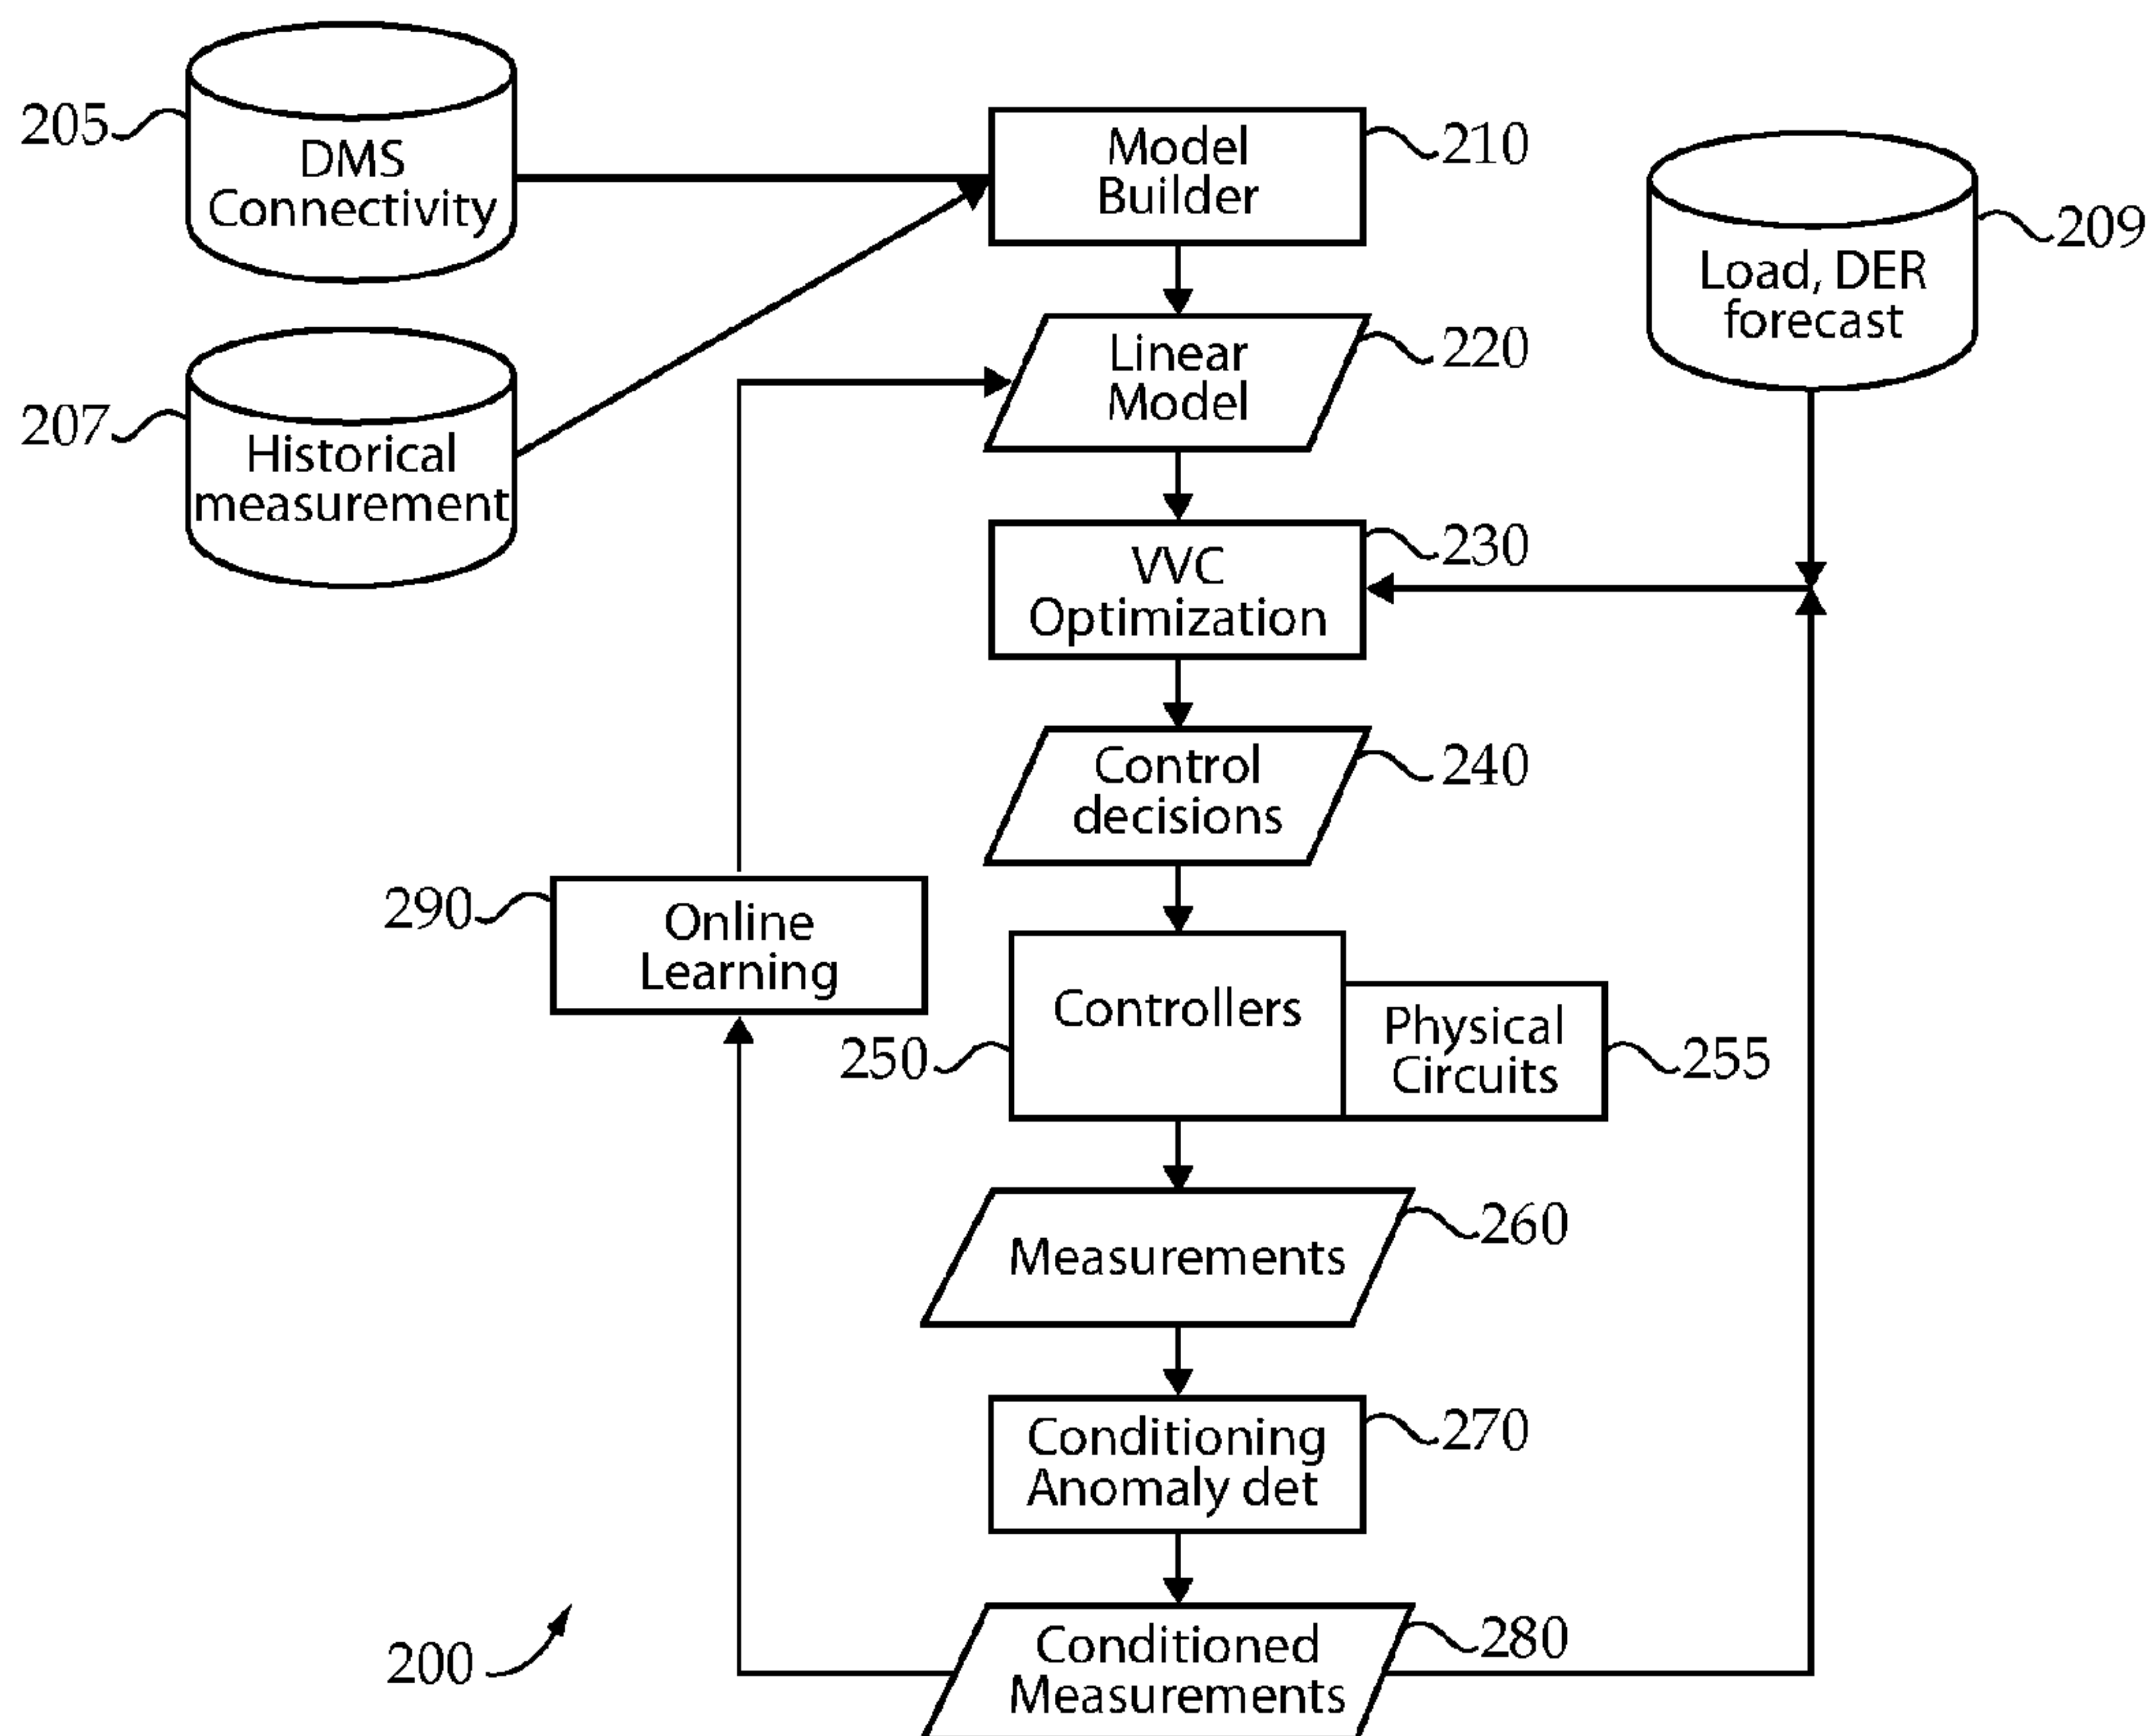 205
DMS
Connectivity
Model
Builder
210
Load, DER
forecast
209
207
Historical
measurement
Linear
Model
220
VVC
Optimization
230
Control
decisions
240
290
Online
Learning
Controllers
250
Physical
Circuits
255
Measurements
260
Conditioning
Anomaly det
270
Conditioned
Measurements
280
200